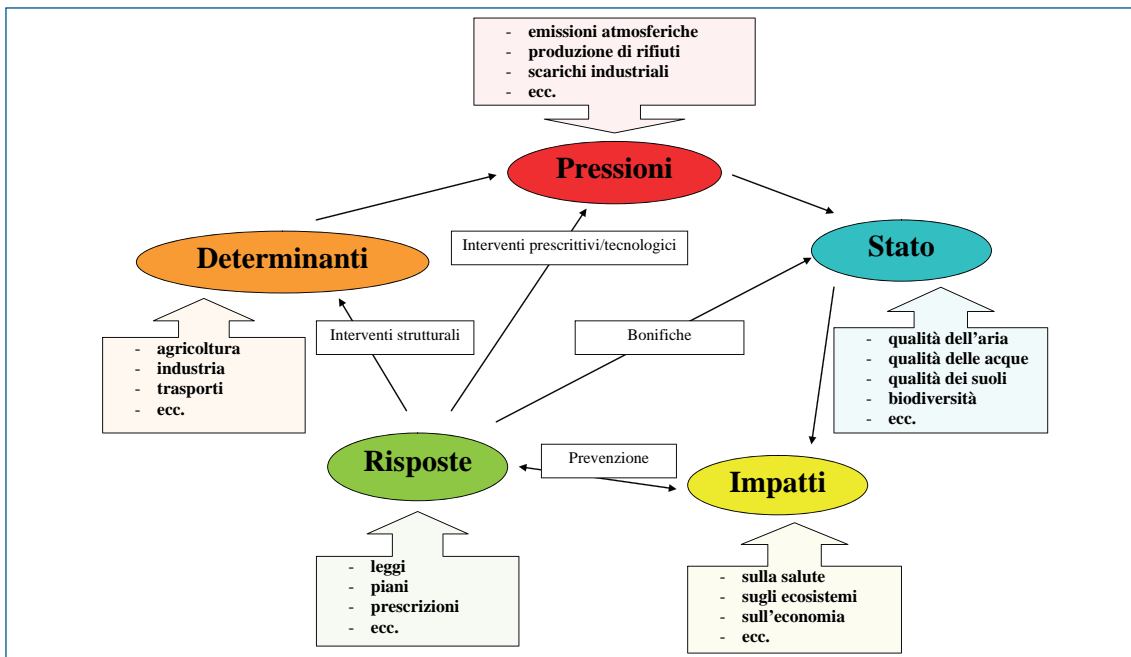 - emissioni atmosferiche
- produzione di rifiuti
- scarichi industriali
- ecc.
Pressioni
Interventi prescrittivi/tecnologici
Determinanti
Stato
Interventi strutturali
Bonifiche
- agricoltura
- industria
- trasporti
- ecc.
- qualità dell'aria
- qualità delle acque
- qualità dei suoli
- biodiversità
- ecc.
Risposte
Prevenzione
Impatti
- leggi
- piani
- prescrizioni
- ecc.
- sulla salute
- sugli ecosistemi
- sull'economia
- ecc.